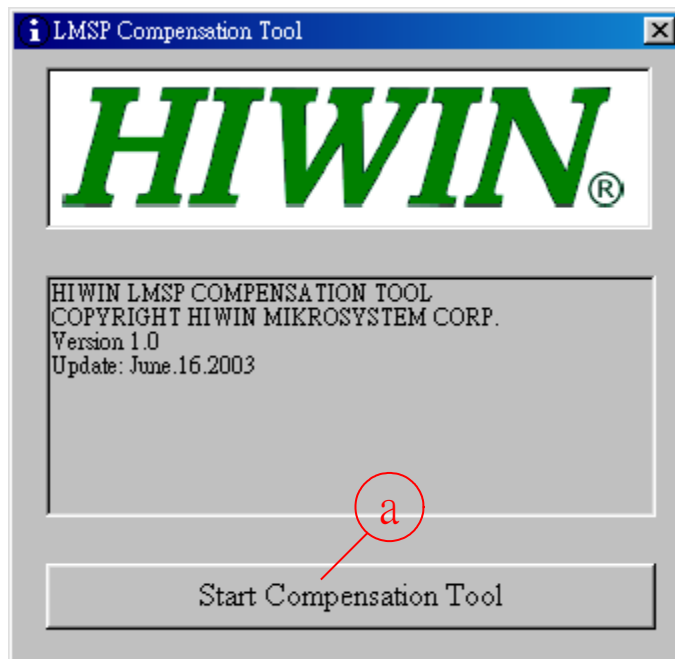 LMSP Compensation Tool
HIWIN®
HIWIN LMSP COMPENSATION TOOL
COPYRIGHT HIWIN MIKROSYSTEM CORP.
Version 1.0
Update: June.16.2003
a
Start Compensation Tool